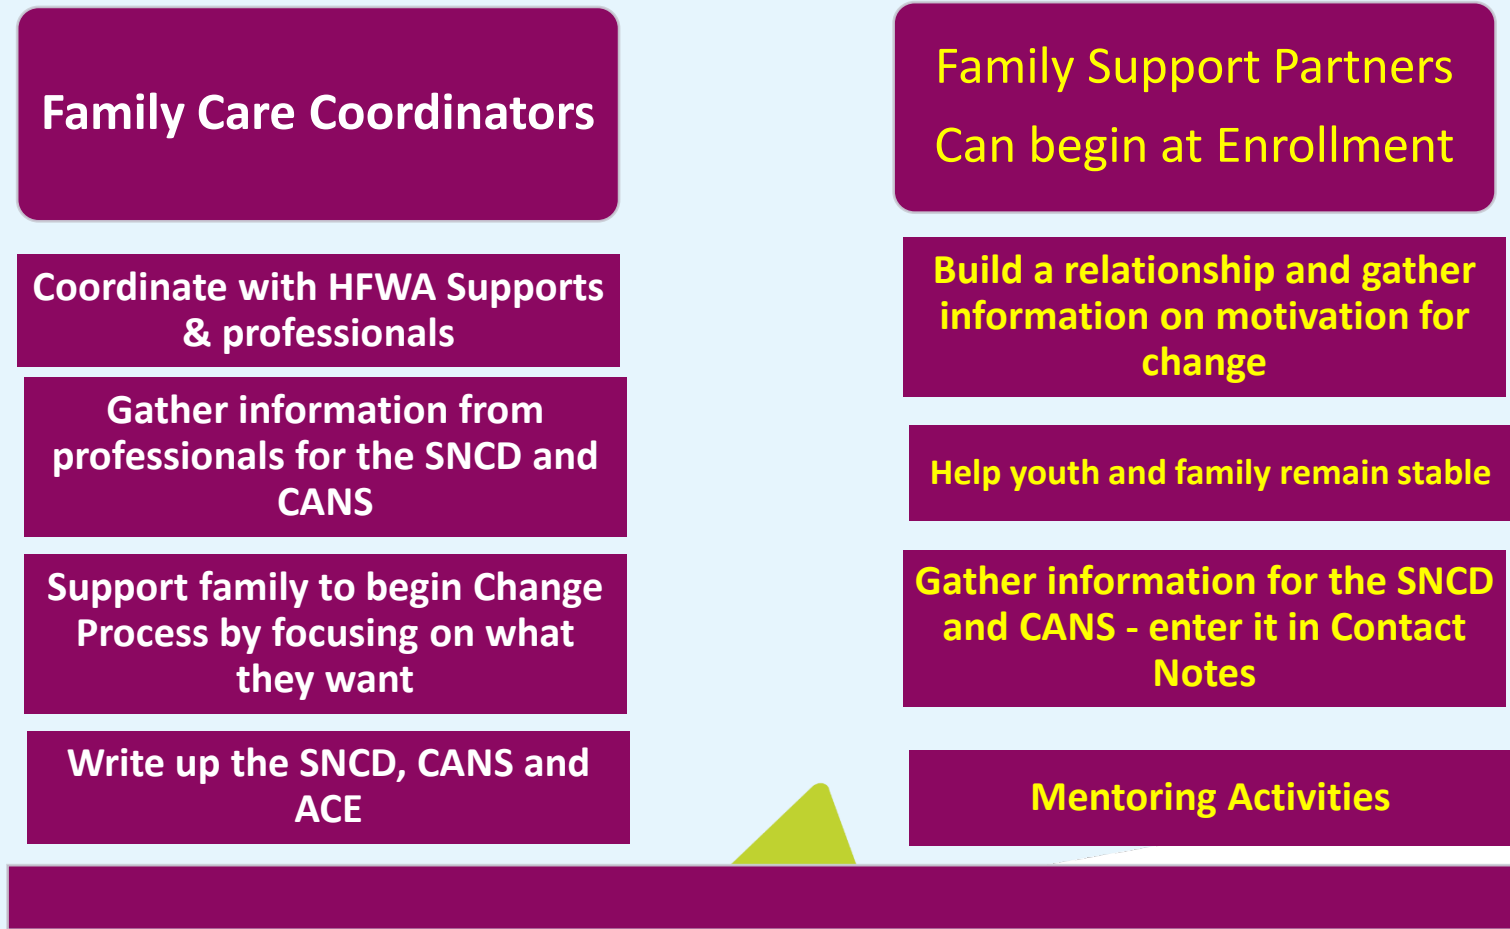 Family Care Coordinators
Coordinate with HFWA Supports
& professionals
Gather information from
professionals for the SNCD and
CANS
Support family to begin Change
Process by focusing on what
they want
Write up the SNCD, CANS and
ACE
Family Support Partners
Can begin at Enrollment
Build a relationship and gather
information on motivation for
change
Help youth and family remain stable
Gather information for the SNCD
and CANS - enter it in Contact
Notes
Mentoring Activities